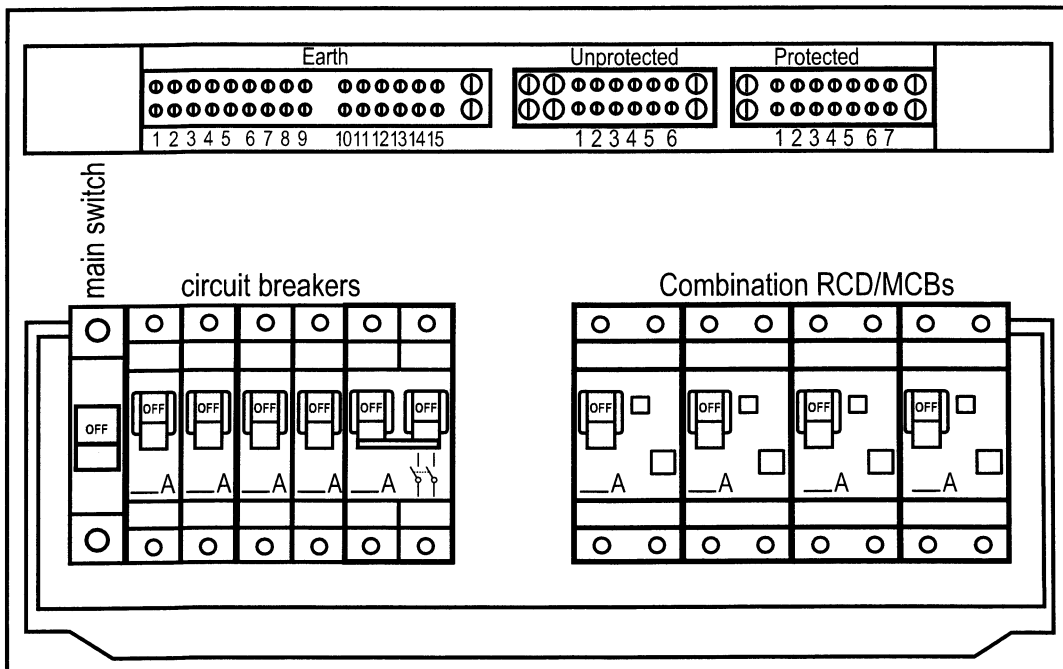 Earth Unprotected Protected
1 2 3 4 5 6 7 8 9 10 11 12 13 14 15 1 2 3 4 5 6 1 2 3 4 5 6 7
main switch
circuit breakers Combination RCD/MCBs
OFF OFF OFF OFF OFF OFF OFF OFF OFF OFF
OFF
__A __A __A __A __A __A __A __A __A